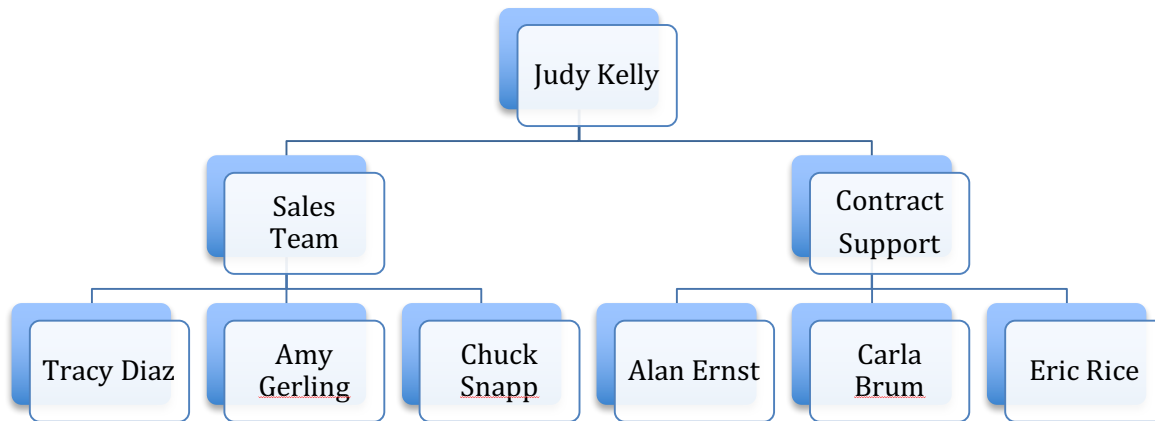 Judy Kelly
Sales
Team
Contract
Support
Tracy Diaz
Amy
Gerling
Chuck
Snapp
Alan Ernst
Carla
Brum
Eric Rice